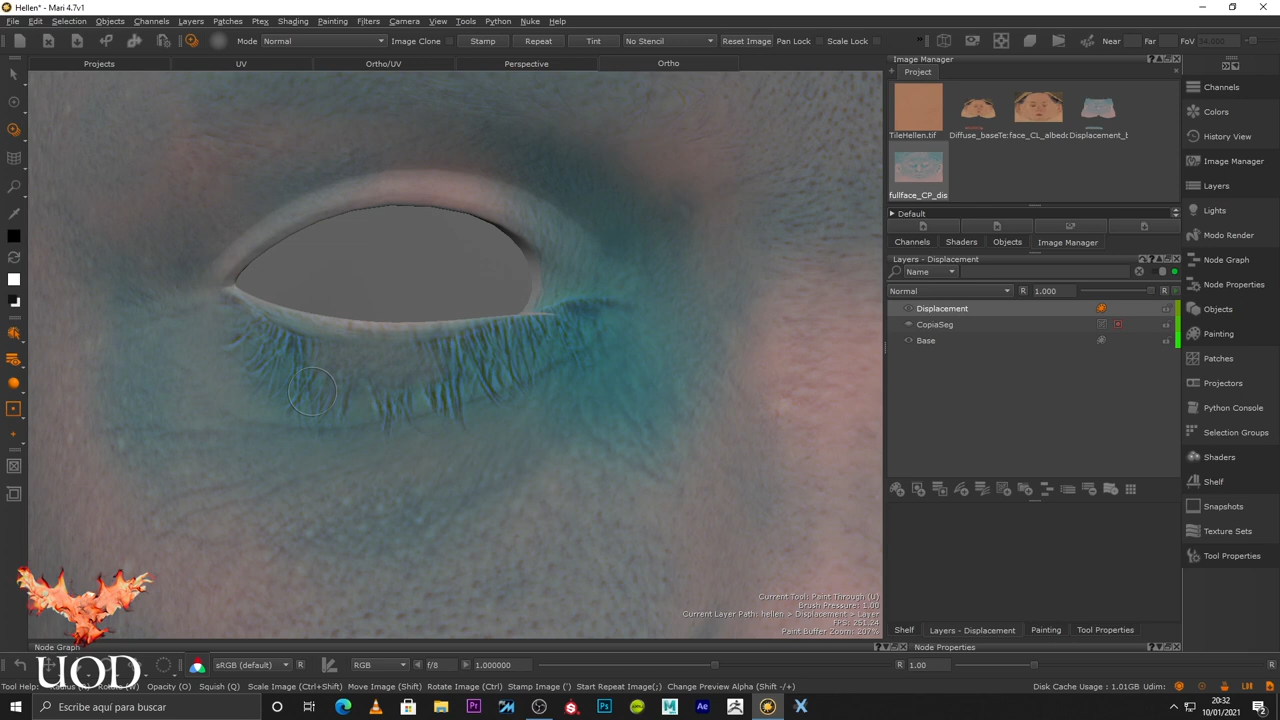 Hellen* - Mari 4.7v1
File Edit Selection Objects Channels Layers Patches Ptex Shading Painting Filters Camera View Tools Python Nuke Help
Mode Normal Image Clone Stamp Repeat Tint No Stencil Reset Image Pan Lock Scale Lock » Near Far FoV 24.000
Projects UV Ortho/UV Perspective Ortho
Image Manager
Project
TileHellen.tif Diffuse_baseTe face_CL_albedo Displacement_b
fullface_CP_dis
Default
Channels Shaders Objects Image Manager
Layers - Displacement
Name
Normal R 1.000 R
Displacement
CopiaSeg
Base
Channels
Colors
History View
Image Manager
Layers
Lights
Modo Render
Node Graph
Node Properties
Objects
Painting
Patches
Projectors
Python Console
Selection Groups
Shaders
Shelf
Snapshots
Texture Sets
Tool Properties
Current Tool: Paint Through (U)
Brush Pressure: 1.00
Current Layer Path: hellen > Displacement > Layer
FPS: 251.24
Paint Buffer Zoom: 207%
Shelf Layers - Displacement Painting Tool Properties
Node Graph Node Properties
UOD
sRGB (default) R RGB f/8 1.000000 R 1.00 R
Tool Help: Radius (R) Rotate (W) Opacity (O) Squish (Q) Scale Image (Ctrl+Shift) Move Image (Shift) Rotate Image (Ctrl) Stamp Image (') Start Repeat Image(;) Change Preview Alpha (Shift -/+) Disk Cache Usage : 1.01GB Udim:
Escribe aquí para buscar
20:32
10/01/2021
2